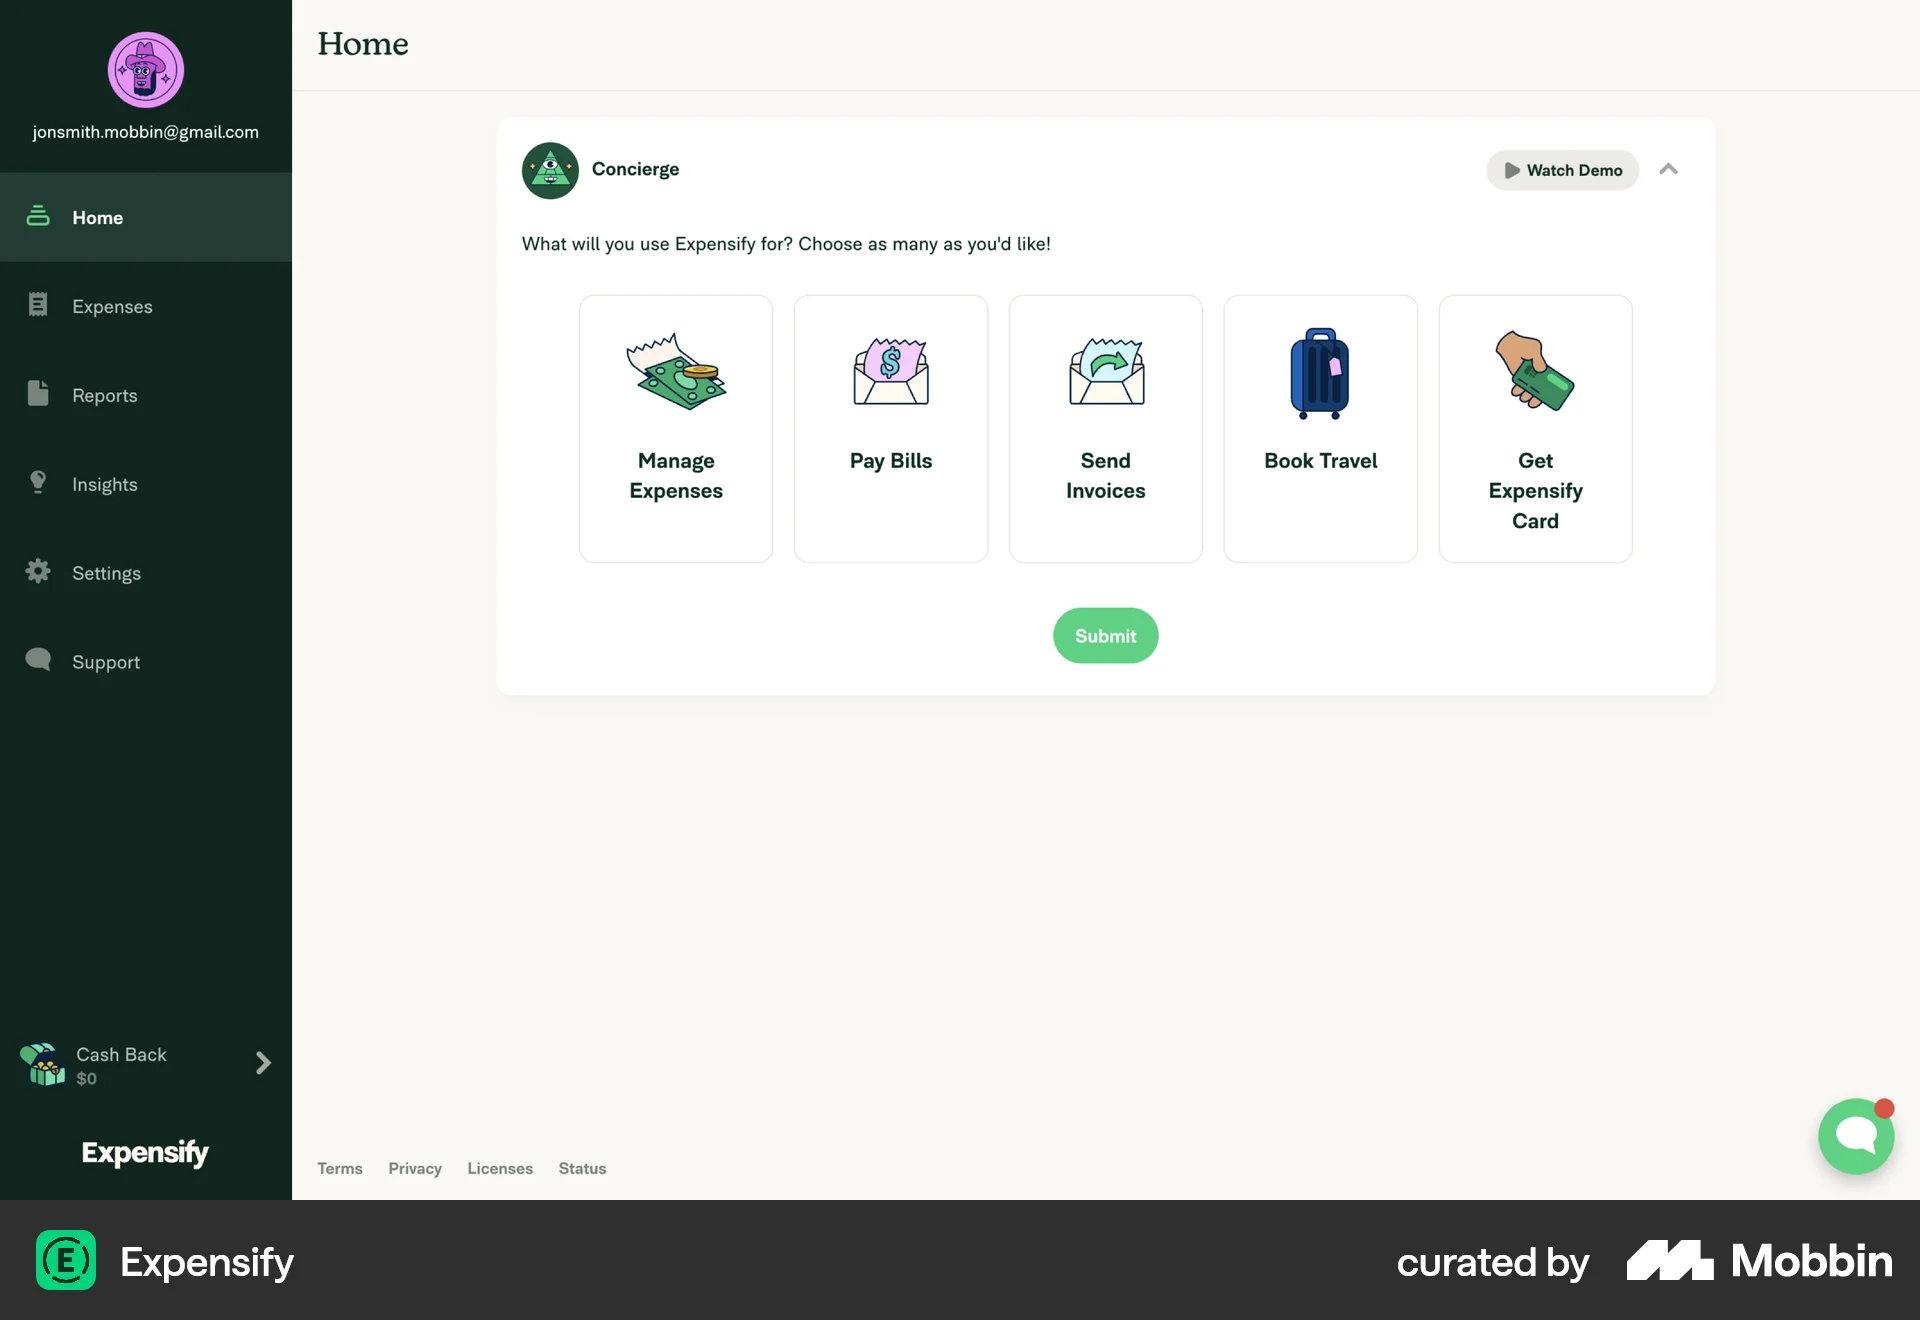 jonsmith.mobbin@gmail.com
Home
Expenses
Reports
Insights
Settings
Support
Cash Back
$0
Expensify
Home
Concierge
Watch Demo
What will you use Expensify for? Choose as many as you'd like!
Manage
Expenses
Pay Bills
Send
Invoices
Book Travel
Get
Expensify
Card
Submit
Terms Privacy Licenses Status
Expensify
curated by Mobbin